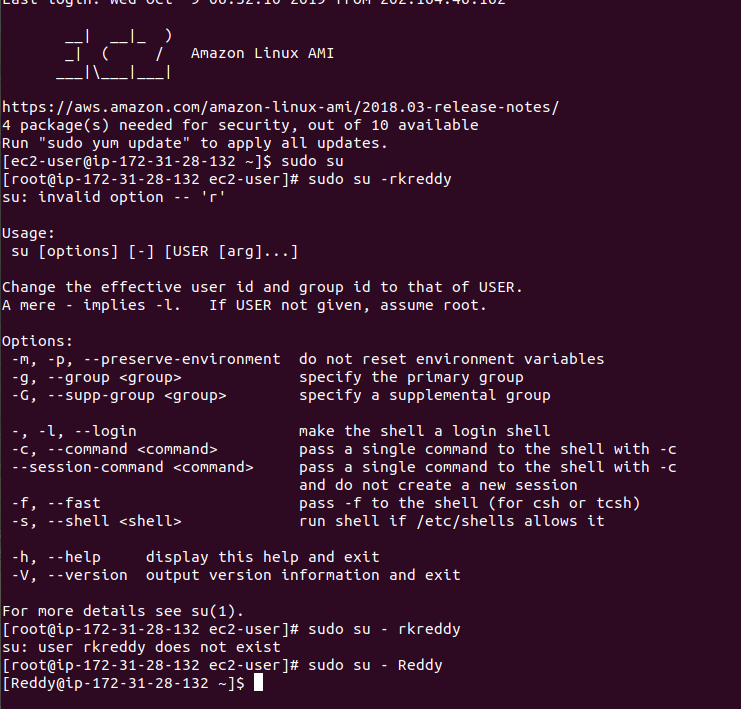 Last login: Wed Oct  9 06:32:10 2019 from 202.164.46.102
       __|  __|_  )
       _|  (     /   Amazon Linux AMI
      ___|\___|___|
https://aws.amazon.com/amazon-linux-ami/2018.03-release-notes/
4 package(s) needed for security, out of 10 available
Run "sudo yum update" to apply all updates.
[ec2-user@ip-172-31-28-132 ~]$ sudo su
[root@ip-172-31-28-132 ec2-user]# sudo su -rkreddy
su: invalid option -- 'r'
Usage:
 su [options] [-] [USER [arg]...]
Change the effective user id and group id to that of USER.
A mere - implies -l.   If USER not given, assume root.
Options:
 -m, -p, --preserve-environment  do not reset environment variables
 -g, --group <group>             specify the primary group
 -G, --supp-group <group>        specify a supplemental group
 -, -l, --login                  make the shell a login shell
 -c, --command <command>         pass a single command to the shell with -c
 --session-command <command>     pass a single command to the shell with -c
                                 and do not create a new session
 -f, --fast                      pass -f to the shell (for csh or tcsh)
 -s, --shell <shell>             run shell if /etc/shells allows it
 -h, --help     display this help and exit
 -V, --version  output version information and exit
For more details see su(1).
[root@ip-172-31-28-132 ec2-user]# sudo su - rkreddy
su: user rkreddy does not exist
[root@ip-172-31-28-132 ec2-user]# sudo su - Reddy
[Reddy@ip-172-31-28-132 ~]$